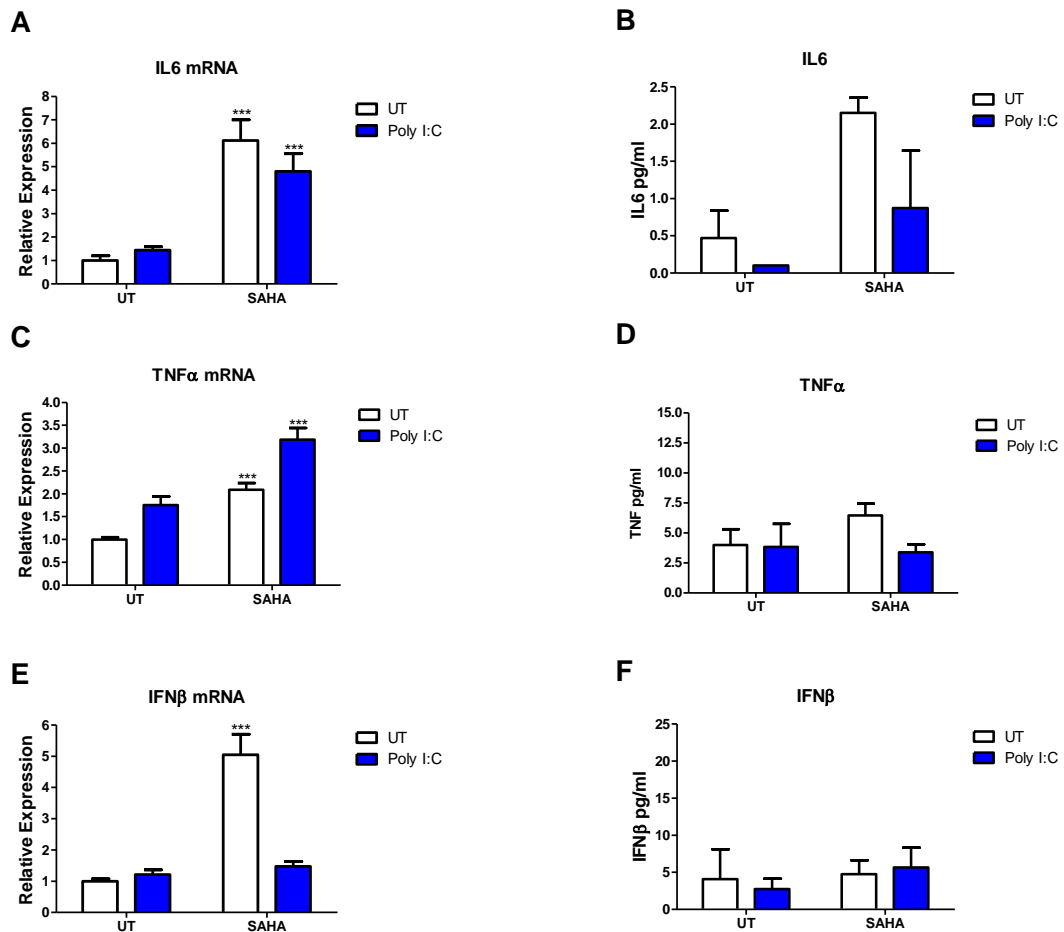 A
IL6 mRNA
Relative Expression
8
7
6
5
4
3
2
1
0
***
***
UT
SAHA
UT
Poly I:C
B
IL6
IL6 pg/ml
2.5
2.0
1.5
1.0
0.5
0.0
UT
SAHA
UT
Poly I:C
C
TNFα mRNA
Relative Expression
4.0
3.5
3.0
2.5
2.0
1.5
1.0
0.5
0.0
***
***
UT
SAHA
UT
Poly I:C
D
TNFα
TNF pg/ml
15.0
12.5
10.0
7.5
5.0
2.5
0.0
UT
SAHA
UT
Poly I:C
E
IFNβ mRNA
Relative Expression
6
5
4
3
2
1
0
***
UT
SAHA
UT
Poly I:C
F
IFNβ
IFNβ pg/ml
25
20
15
10
5
0
UT
SAHA
UT
Poly I:C